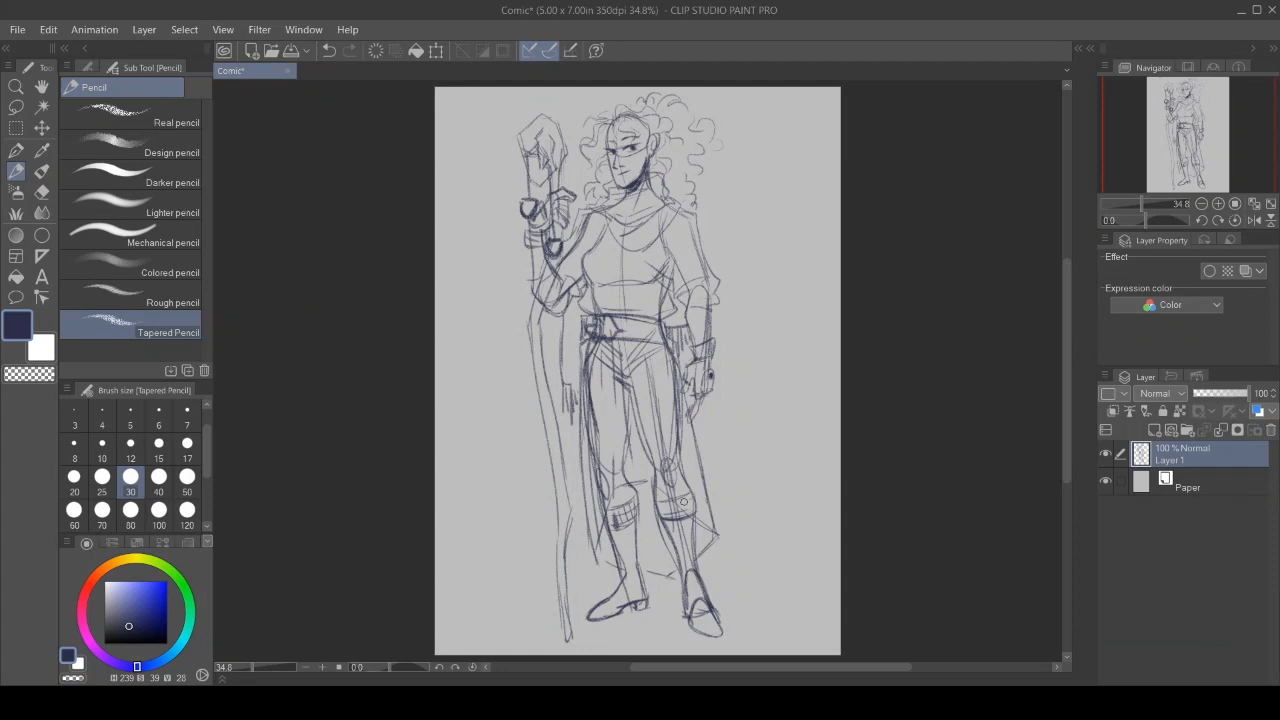 Comic* (5.00 x 7.00in 350dpi 34.8%) - CLIP STUDIO PAINT PRO
File Edit Animation Layer Select View Filter Window Help
Too Sub Tool [Pencil]
Comic*
Navigator
Pencil
Real pencil
Design pencil
Darker pencil
Lighter pencil
Mechanical pencil
Colored pencil
Rough pencil
Tapered Pencil
34.8
0.0
Layer Property
Effect
Expression color
Color
Layer
Normal 100
100 % Normal
Layer 1
Paper
Brush size [Tapered Pencil]
3 4 5 6 7
8 10 12 15 17
20 25 30 40 50
60 70 80 100 120
34.8 0.0
H 239 S 39 V 28